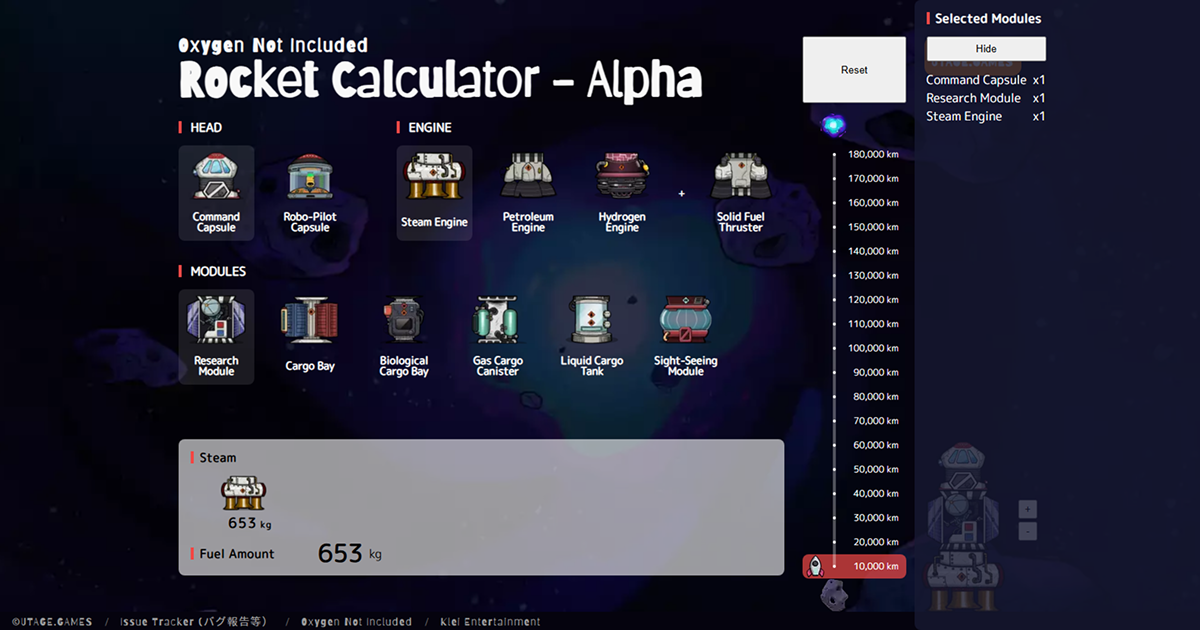 Oxygen Not Included
Rocket Calculator – Alpha
Reset
HEAD
Command
Capsule
Robo-Pilot
Capsule
ENGINE
Steam Engine
Petroleum
Engine
Hydrogen
Engine
+
Solid Fuel
Thruster
MODULES
Research
Module
Cargo Bay
Biological
Cargo Bay
Gas Cargo
Canister
Liquid Cargo
Tank
Sight-Seeing
Module
Steam
653 kg
Fuel Amount 653 kg
180,000 km
170,000 km
160,000 km
150,000 km
140,000 km
130,000 km
120,000 km
110,000 km
100,000 km
90,000 km
80,000 km
70,000 km
60,000 km
50,000 km
40,000 km
30,000 km
20,000 km
10,000 km
Selected Modules
Hide
UTAGE.GAMES
Command Capsule x1
Research Module x1
Steam Engine x1
+
-
©UTAGE.GAMES / Issue Tracker (バグ報告等) / Oxygen Not Included / Klei Entertainment